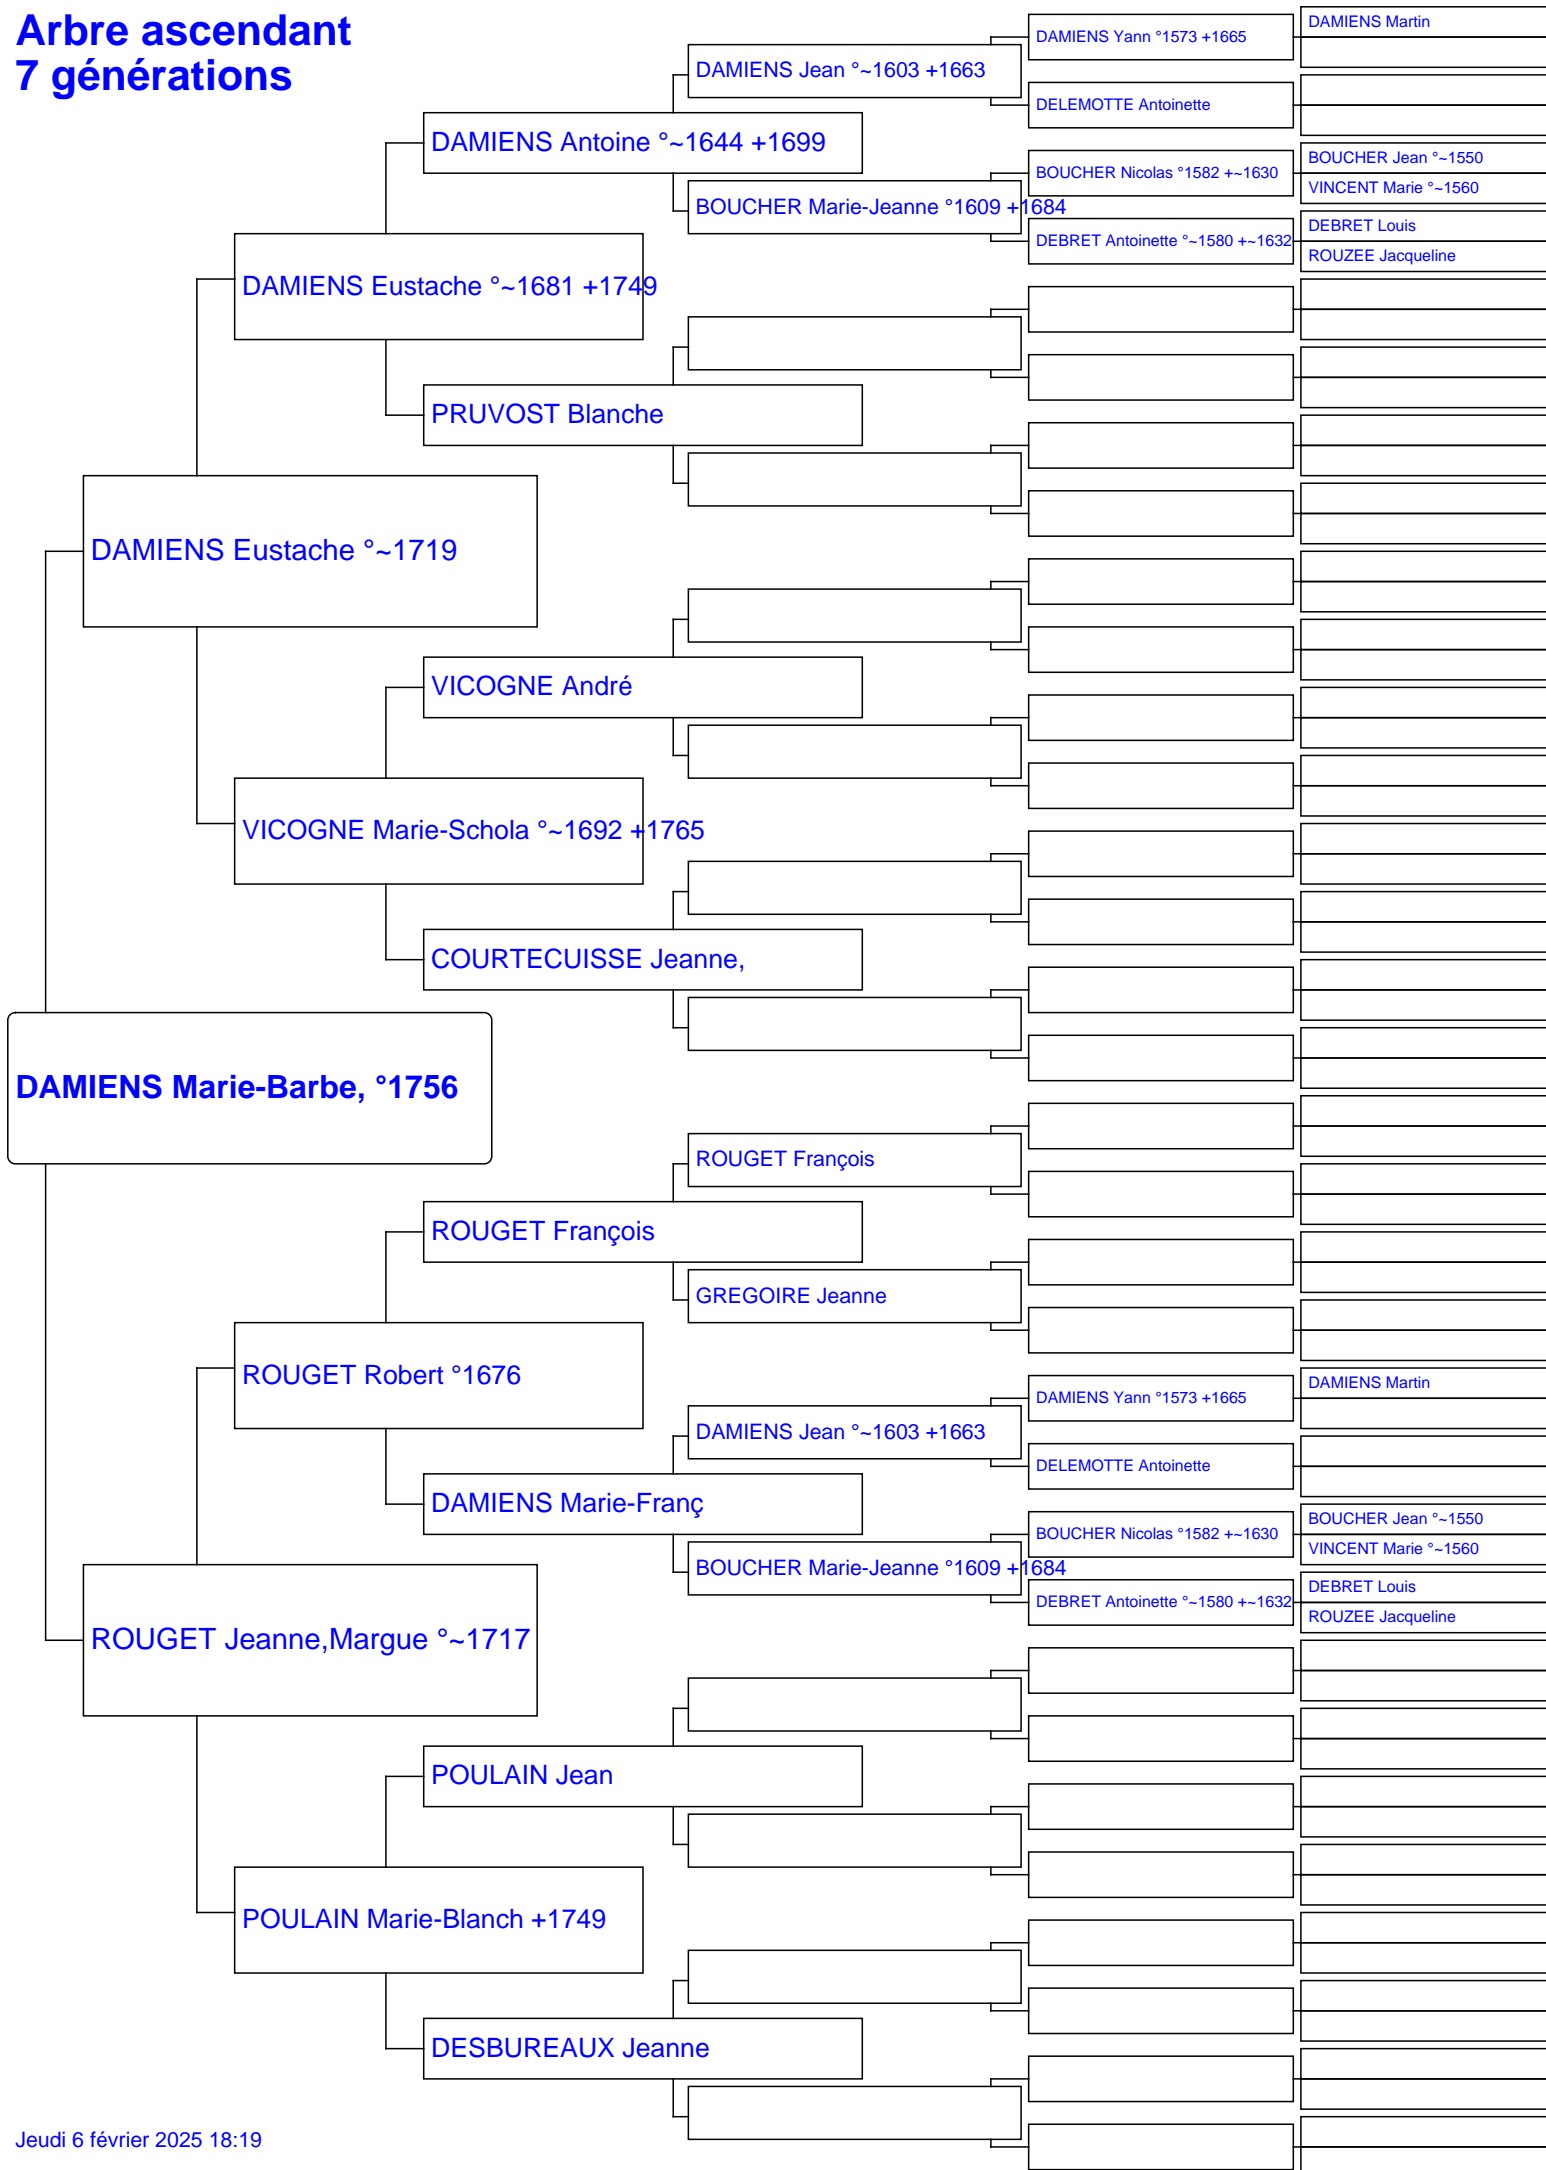 Arbre ascendant
7 générations
DAMIENS Martin
DAMIENS Yann °1573 +1665
DAMIENS Jean °~1603 +1663
DELEMOTTE Antoinette
DAMIENS Antoine °~1644 +1699
BOUCHER Jean °~1550
BOUCHER Nicolas °1582 +~1630
VINCENT Marie °~1560
BOUCHER Marie-Jeanne °1609 +1684
DEBRET Louis
DEBRET Antoinette °~1580 +~1632
ROUZEE Jacqueline
DAMIENS Eustache °~1681 +1749
PRUVOST Blanche
DAMIENS Eustache °~1719
VICOGNE André
VICOGNE Marie-Schola °~1692 +1765
COURTECUISSE Jeanne,
DAMIENS Marie-Barbe, °1756
ROUGET François
ROUGET François
GREGOIRE Jeanne
ROUGET Robert °1676
DAMIENS Martin
DAMIENS Yann °1573 +1665
DAMIENS Jean °~1603 +1663
DELEMOTTE Antoinette
DAMIENS Marie-Franç
BOUCHER Jean °~1550
BOUCHER Nicolas °1582 +~1630
VINCENT Marie °~1560
BOUCHER Marie-Jeanne °1609 +1684
DEBRET Louis
DEBRET Antoinette °~1580 +~1632
ROUZEE Jacqueline
ROUGET Jeanne,Margue °~1717
POULAIN Jean
POULAIN Marie-Blanch +1749
DESBUREAUX Jeanne
Jeudi 6 février 2025 18:19